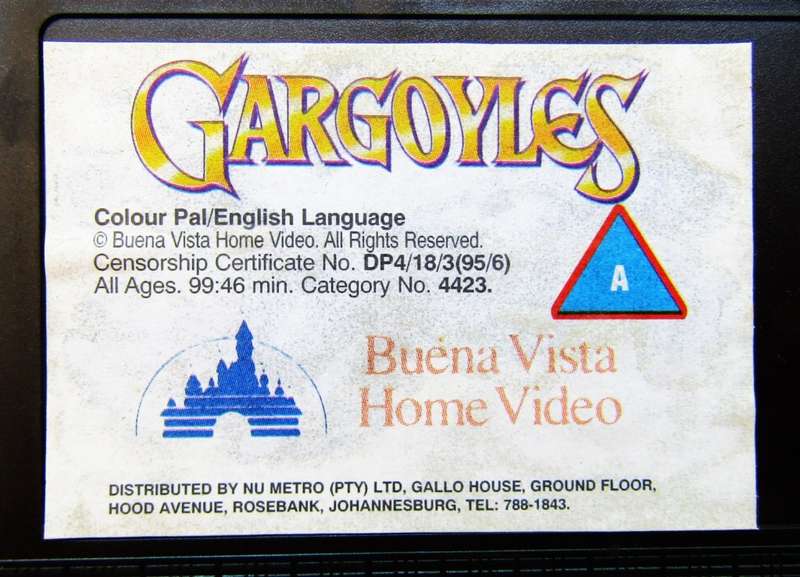 GARGOYLES
Colour Pal/English Language
© Buena Vista Home Video. All Rights Reserved.
Censorship Certificate No. DP4/18/3(95/6)
All Ages. 99:46 min. Category No. 4423.
A
Buena Vista
Home Video
DISTRIBUTED BY NU METRO (PTY) LTD, GALLO HOUSE, GROUND FLOOR,
HOOD AVENUE, ROSEBANK, JOHANNESBURG, TEL: 788-1843.